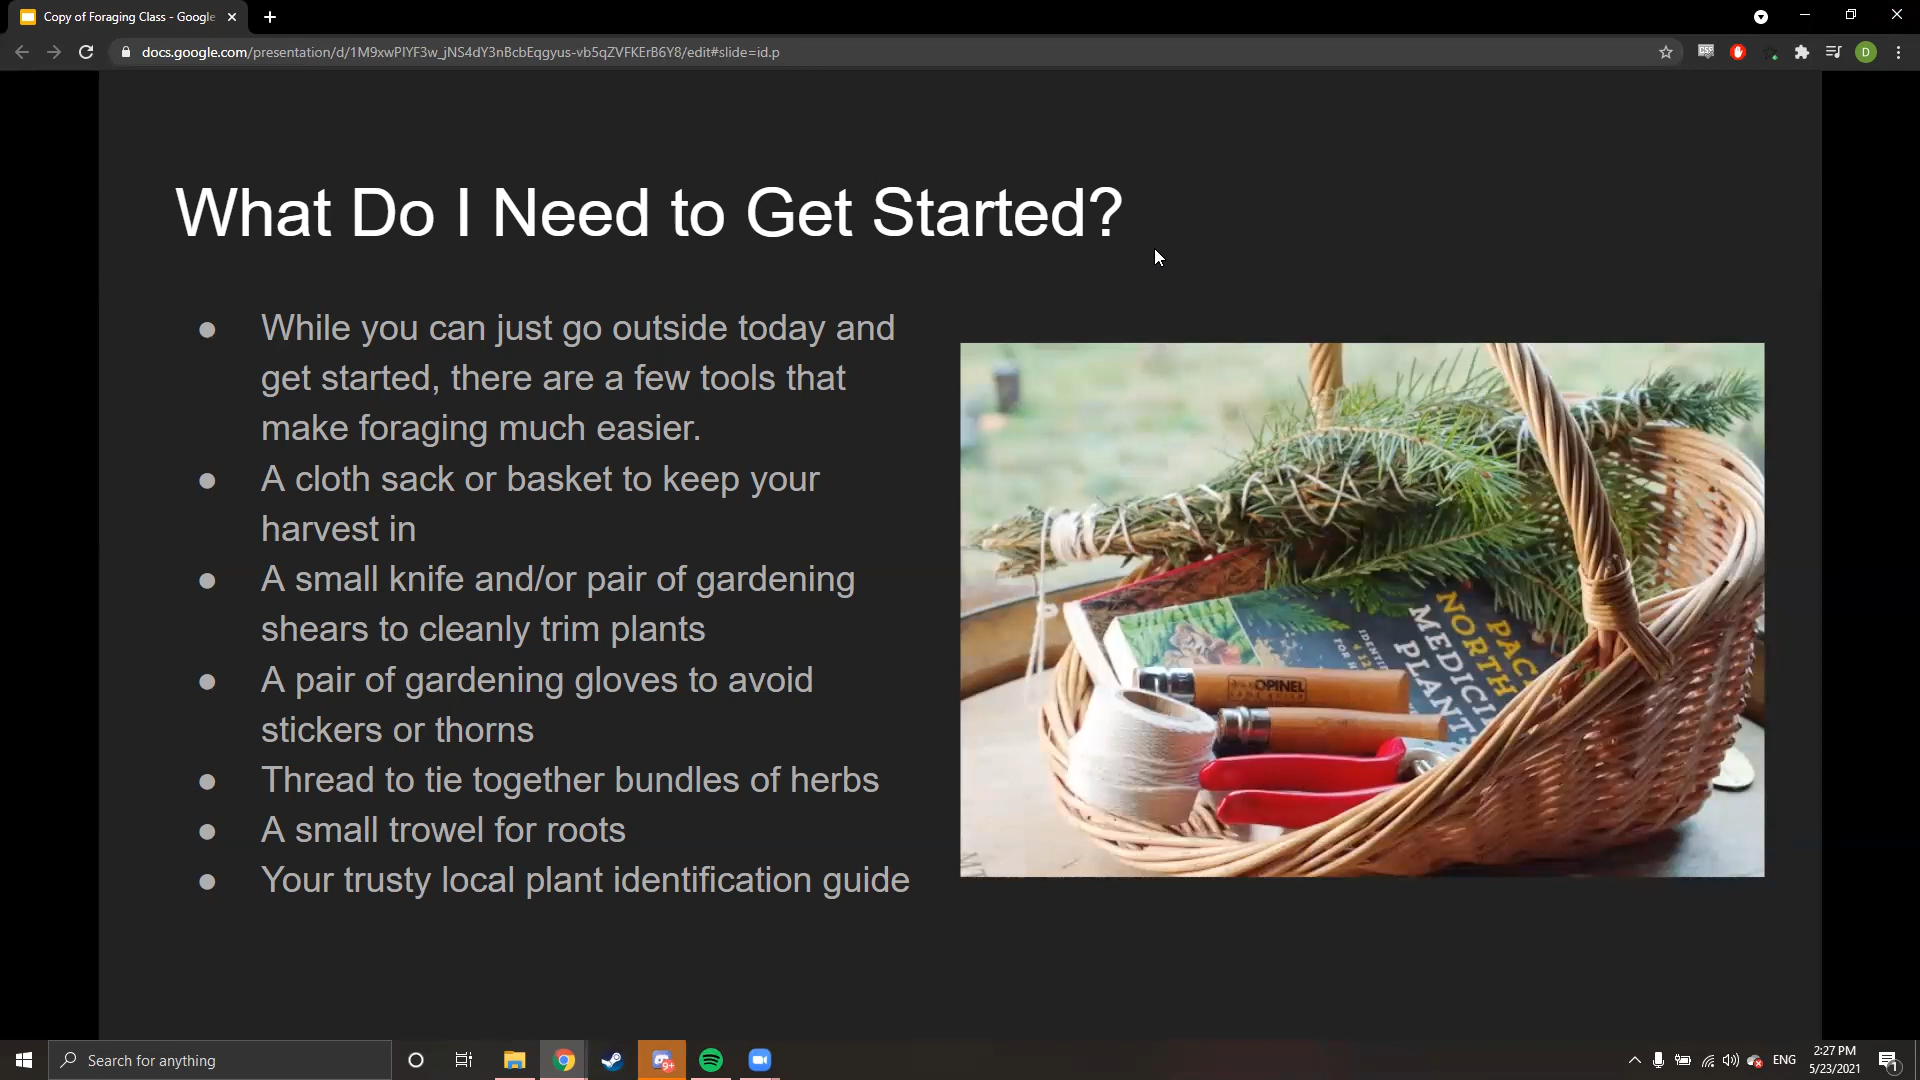 Copy of Foraging Class - Google
docs.google.com/presentation/d/1M9xwPIYF3w_jNS4dY3nBcbEqgyus-vb5qZVFKErB6Y8/edit#slide=id.p
D
What Do I Need to Get Started?
● While you can just go outside today and
get started, there are a few tools that
make foraging much easier.
● A cloth sack or basket to keep your
harvest in
● A small knife and/or pair of gardening
shears to cleanly trim plants
● A pair of gardening gloves to avoid
stickers or thorns
● Thread to tie together bundles of herbs
● A small trowel for roots
● Your trusty local plant identification guide
PAC
NORTH
MEDICI
PLANT
IDENTI
FOR H
OPINEL
Search for anything
9+
ENG
2:27 PM
5/23/2021
1